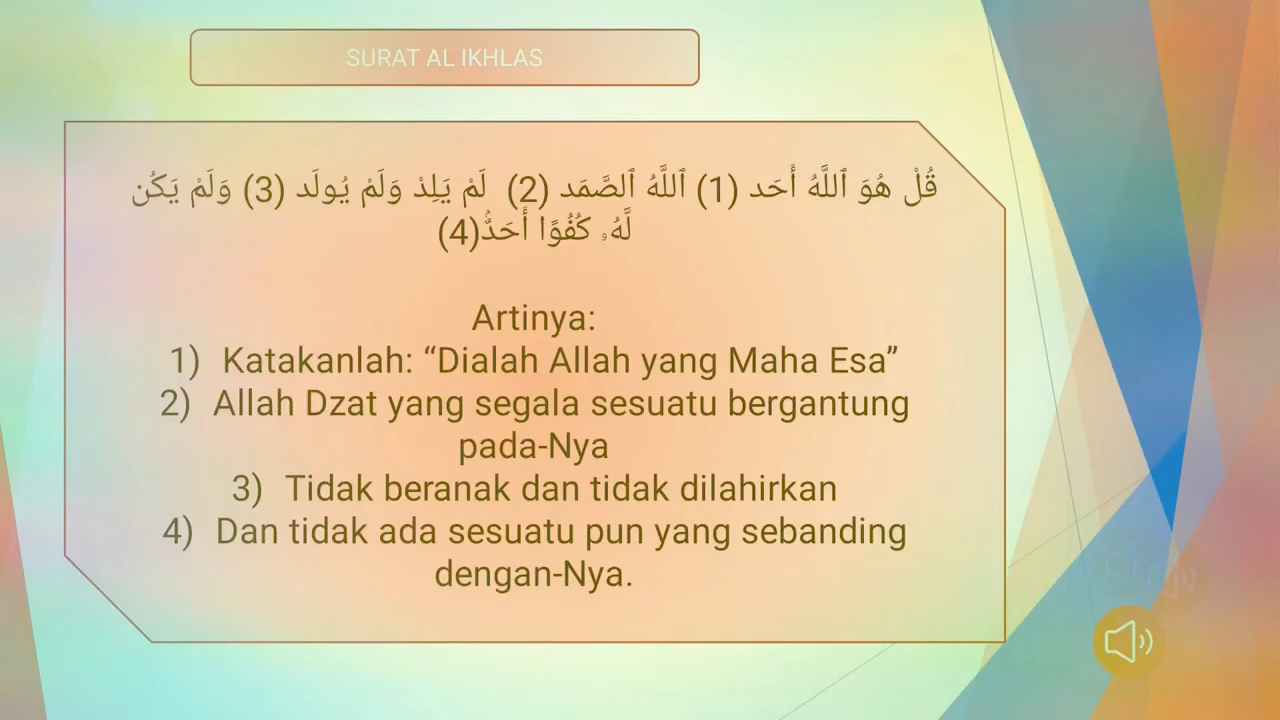 SURAT AL IKHLAS
قُلْ هُوَ ٱللَّهُ أَحَد (1) ٱللَّهُ ٱلصَّمَد (2) لَمْ يَلِدْ وَلَمْ يُولَد (3) وَلَمْ يَكُن
لَّهُۥ كُفُوًا أَحَدٌۢ(4)
Artinya:
1) Katakanlah: “Dialah Allah yang Maha Esa”
2) Allah Dzat yang segala sesuatu bergantung
pada-Nya
3) Tidak beranak dan tidak dilahirkan
4) Dan tidak ada sesuatu pun yang sebanding
dengan-Nya.